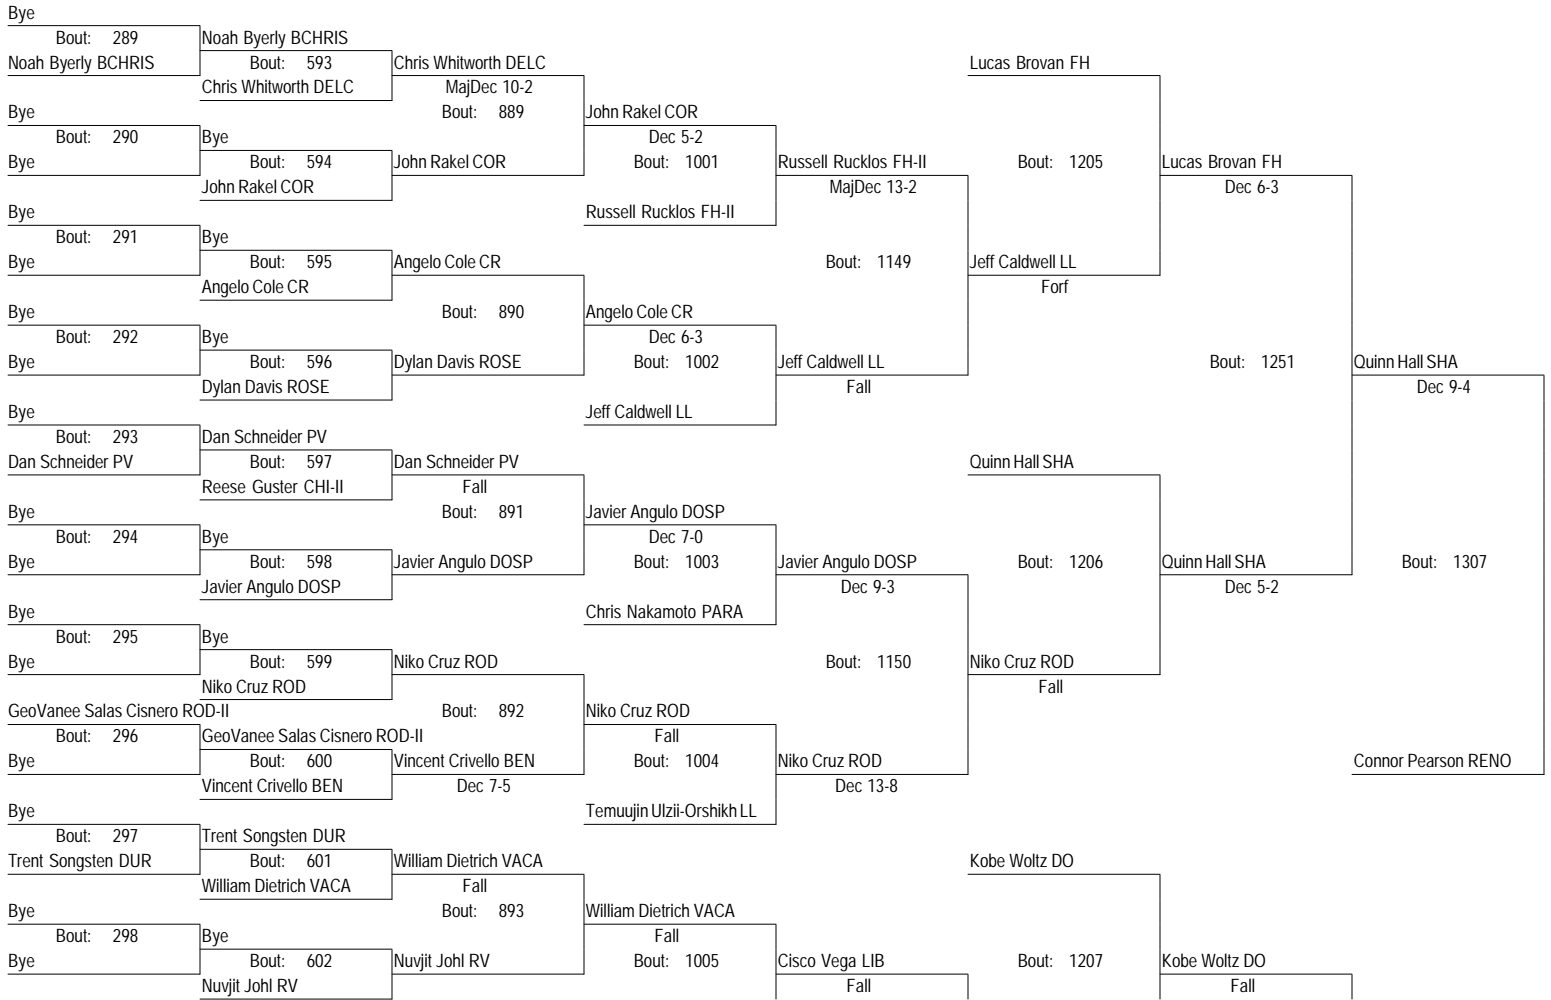 Bye
Bout: 289 Noah Byerly BCHRIS
Noah Byerly BCHRIS Bout: 593 Chris Whitworth DELC Lucas Brovan FH
Chris Whitworth DELC MajDec 10-2
Bye Bout: 889 John Rakel COR
Bout: 290 Bye Dec 5-2
Bye Bout: 594 John Rakel COR Bout: 1001 Russell Rucklos FH-II Bout: 1205 Lucas Brovan FH
John Rakel COR MajDec 13-2 Dec 6-3
Bye Russell Rucklos FH-II
Bout: 291 Bye
Bye Bout: 595 Angelo Cole CR Bout: 1149 Jeff Caldwell LL
Angelo Cole CR Forf
Bye Bout: 890 Angelo Cole CR
Bout: 292 Bye Dec 6-3
Bye Bout: 596 Dylan Davis ROSE Bout: 1002 Jeff Caldwell LL Bout: 1251 Quinn Hall SHA
Dylan Davis ROSE Fall Dec 9-4
Bye Jeff Caldwell LL
Bout: 293 Dan Schneider PV
Dan Schneider PV Bout: 597 Dan Schneider PV Quinn Hall SHA
Reese Guster CHI-II Fall
Bye Bout: 891 Javier Angulo DOSP
Bout: 294 Bye Dec 7-0
Bye Bout: 598 Javier Angulo DOSP Bout: 1003 Javier Angulo DOSP Bout: 1206 Quinn Hall SHA Bout: 1307
Javier Angulo DOSP Dec 9-3 Dec 5-2
Bye Chris Nakamoto PARA
Bout: 295 Bye
Bye Bout: 599 Niko Cruz ROD Bout: 1150 Niko Cruz ROD
Niko Cruz ROD Fall
GeoVanee Salas Cisnero ROD-II Bout: 892 Niko Cruz ROD
Bout: 296 GeoVanee Salas Cisnero ROD-II Fall
Bye Bout: 600 Vincent Crivello BEN Bout: 1004 Niko Cruz ROD Connor Pearson RENO
Vincent Crivello BEN Dec 7-5 Dec 13-8
Bye Temuujin Ulzii-Orshikh LL
Bout: 297 Trent Songsten DUR
Trent Songsten DUR Bout: 601 William Dietrich VACA Kobe Woltz DO
William Dietrich VACA Fall
Bye Bout: 893 William Dietrich VACA
Bout: 298 Bye Fall
Bye Bout: 602 Nuvjit Johl RV Bout: 1005 Cisco Vega LIB Bout: 1207 Kobe Woltz DO
Nuvjit Johl RV Fall Fall